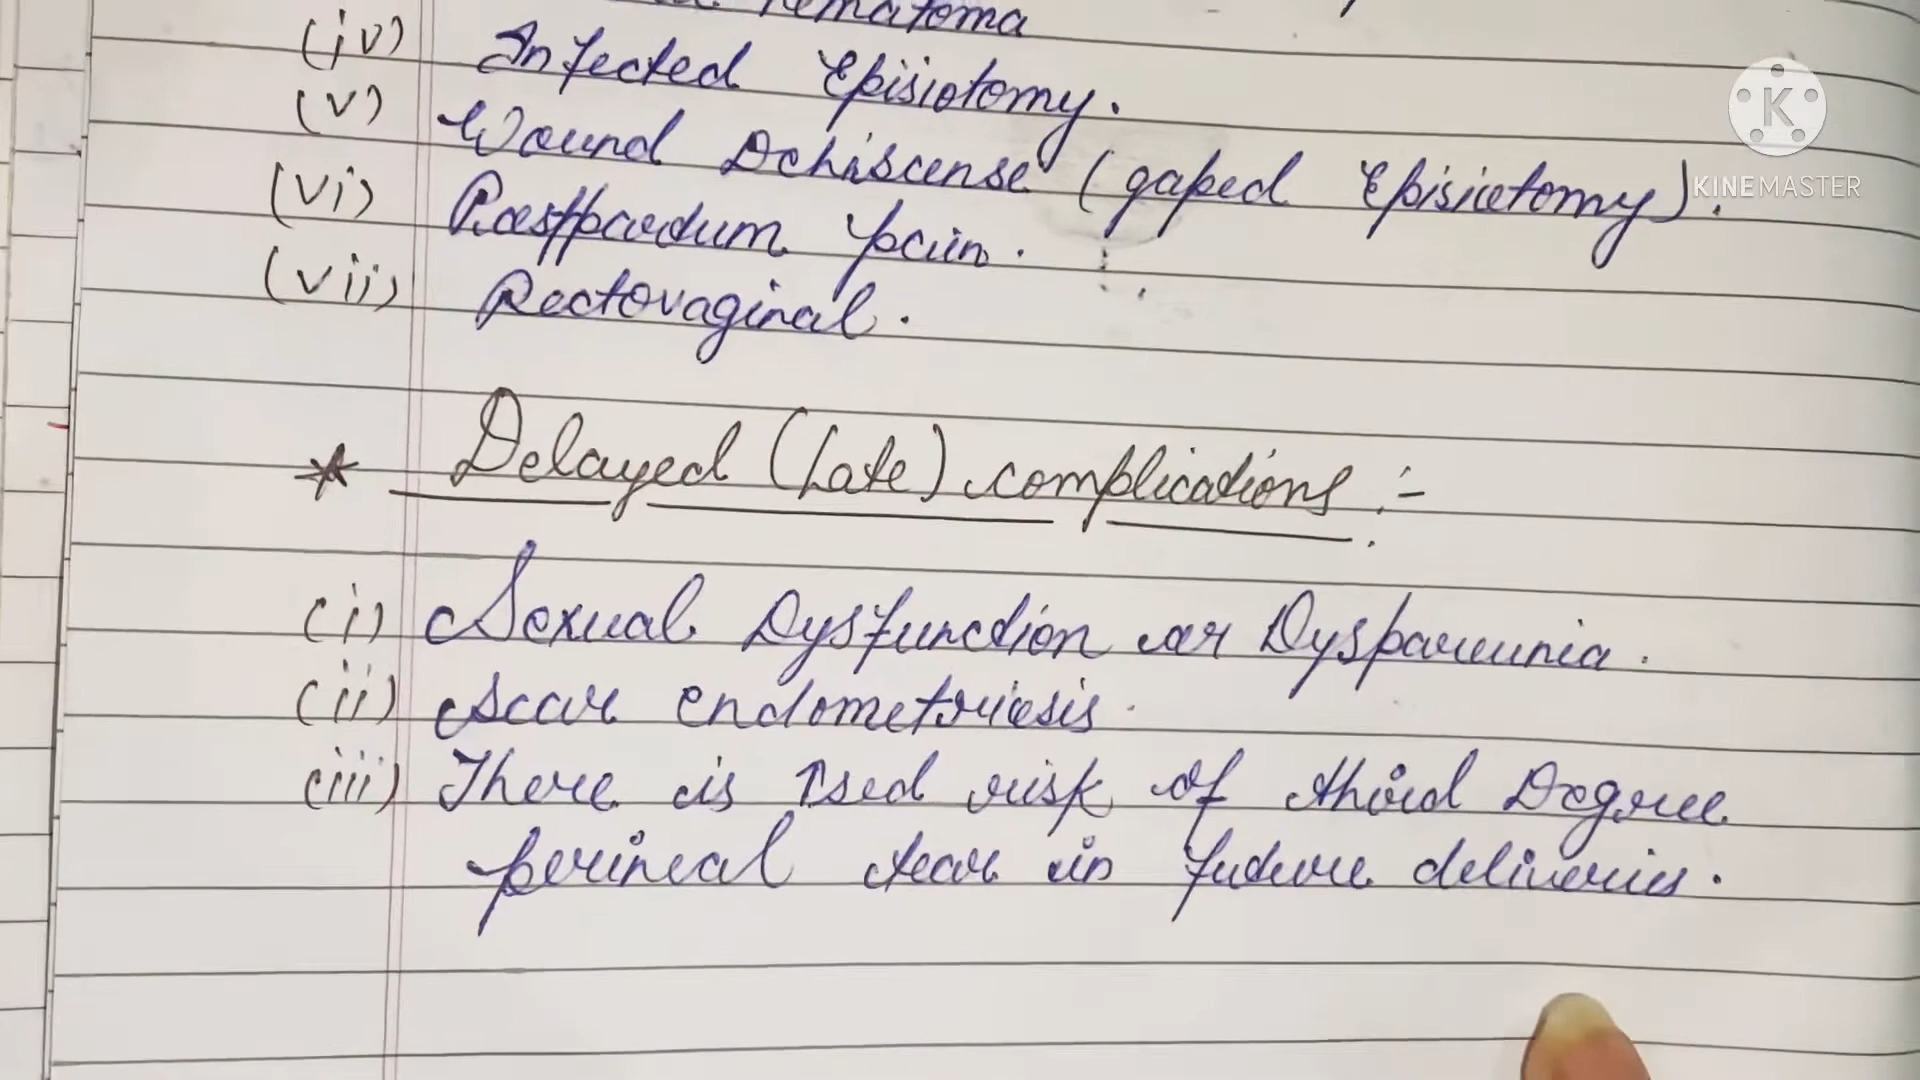 Hematoma
(iv) Infected Episiotomy.
(v) Wound Dehiscense (gaped Episiotomy).
(vi) Postpartum pain.
(vii) Rectovaginal.
* Delayed (Late) complications :-
(i) Sexual Dysfunction or Dyspareunia.
(ii) Scar endometriosis.
(iii) There is ↑sed risk of third Degree
perineal tear in future deliveries.
K
KINEMASTER